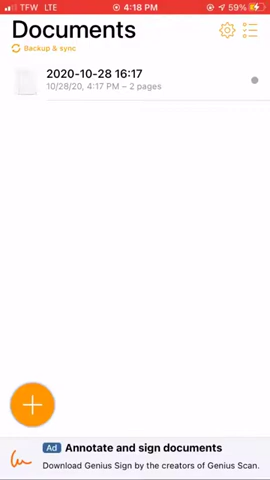 TFW LTE 4:18 PM 59%
Documents
Backup & sync
2020-10-28 16:17
10/28/20, 4:17 PM – 2 pages
Ad Annotate and sign documents
Download Genius Sign by the creators of Genius Scan.